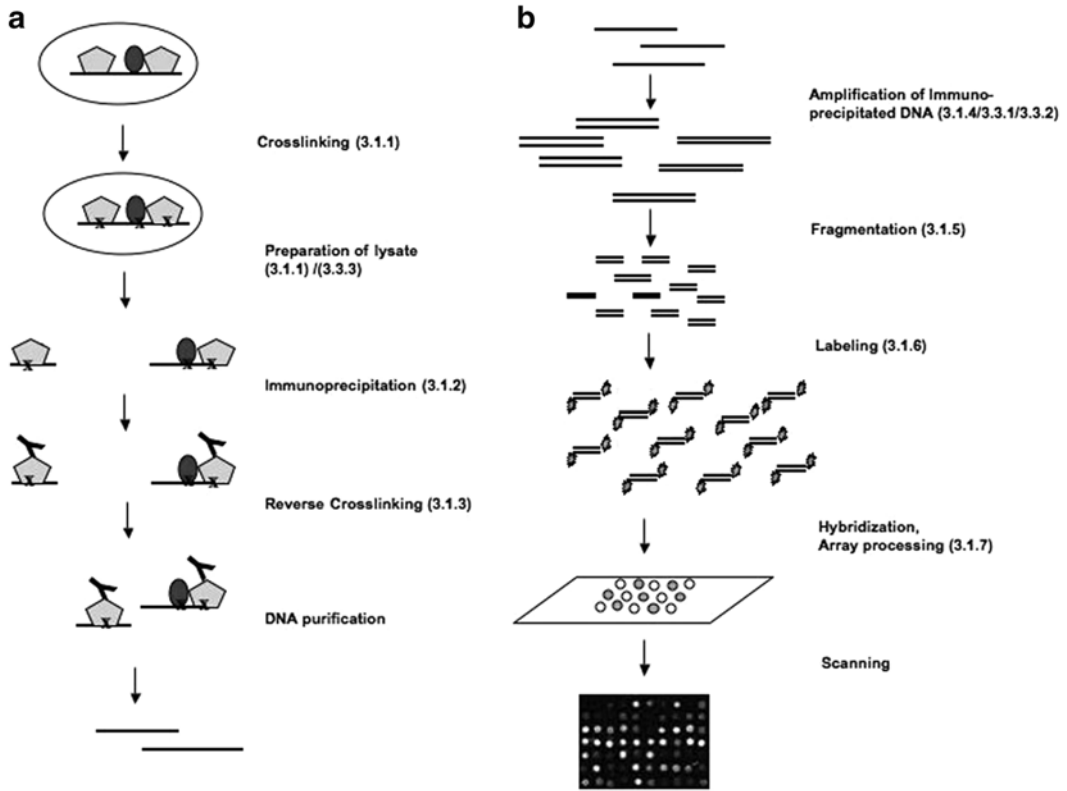 a
Crosslinking (3.1.1)
Preparation of lysate
(3.1.1) /(3.3.3)
Immunoprecipitation (3.1.2)
Reverse Crosslinking (3.1.3)
DNA purification
x x x
x
x x
x
x x
x
x x
b
Amplification of Immuno-
precipitated DNA (3.1.4/3.3.1/3.3.2)
Fragmentation (3.1.5)
Labeling (3.1.6)
Hybridization,
Array processing (3.1.7)
Scanning